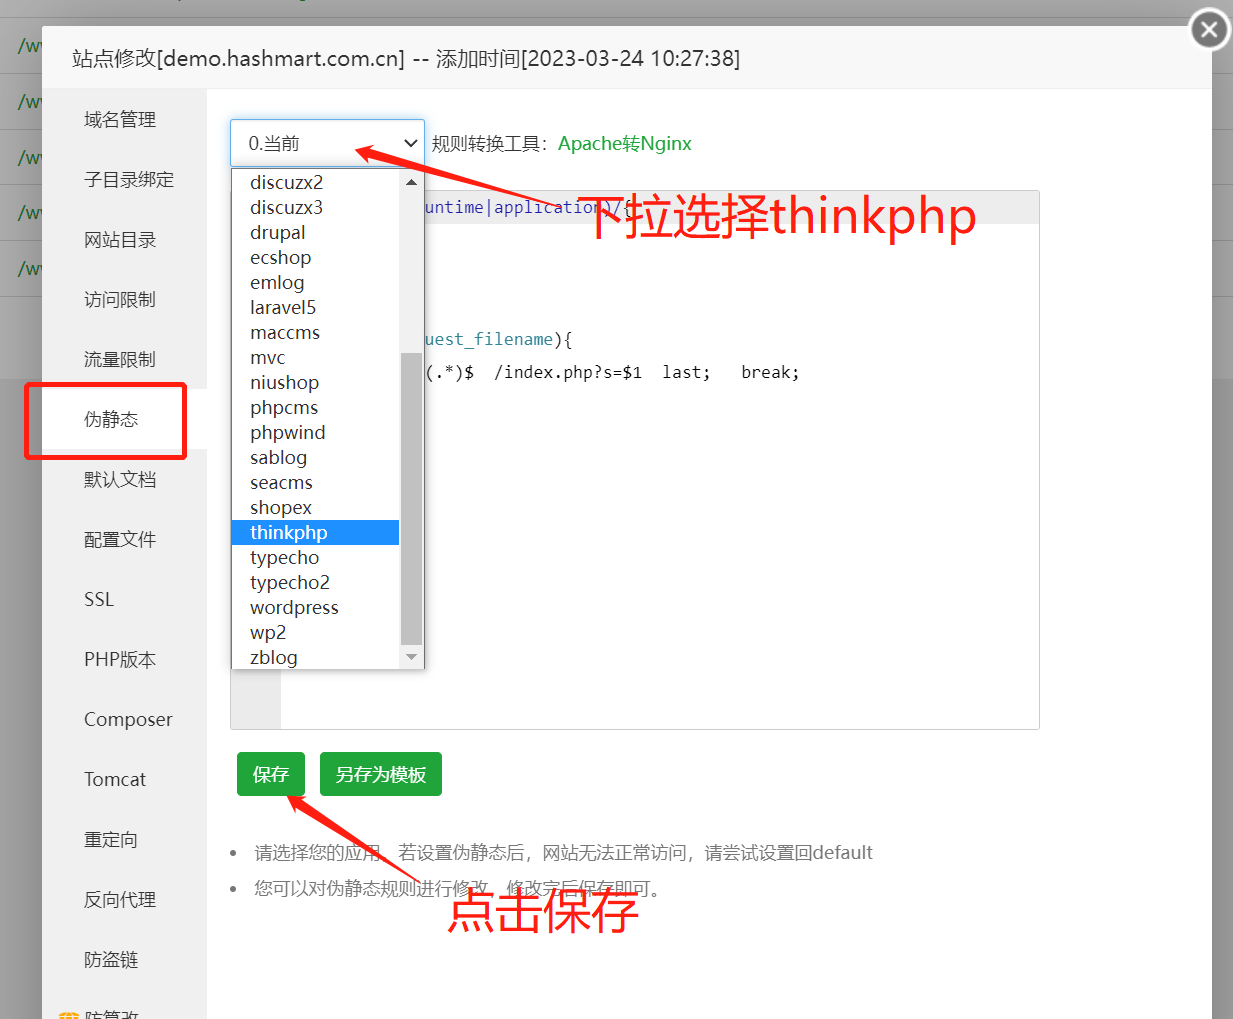 /w
站点修改[demo.hashmart.com.cn] -- 添加时间[2023-03-24 10:27:38]
/w
/w
/w
/w
域名管理
子目录绑定
网站目录
访问限制
流量限制
伪静态
默认文档
配置文件
SSL
PHP版本
Composer
Tomcat
重定向
反向代理
防盗链
防篡改
0.当前
规则转换工具：Apache转Nginx
discuzx2
discuzx3
drupal
ecshop
emlog
laravel5
maccms
mvc
niushop
phpcms
phpwind
sablog
seacms
shopex
thinkphp
typecho
typecho2
wordpress
wp2
zblog
untime|application)/{
下拉选择thinkphp
uest_filename){
(.*)$ /index.php?s=$1 last; break;
保存
另存为模板
请选择您的应用，若设置伪静态后，网站无法正常访问，请尝试设置回default
您可以对伪静态规则进行修改，修改完后保存即可。
点击保存